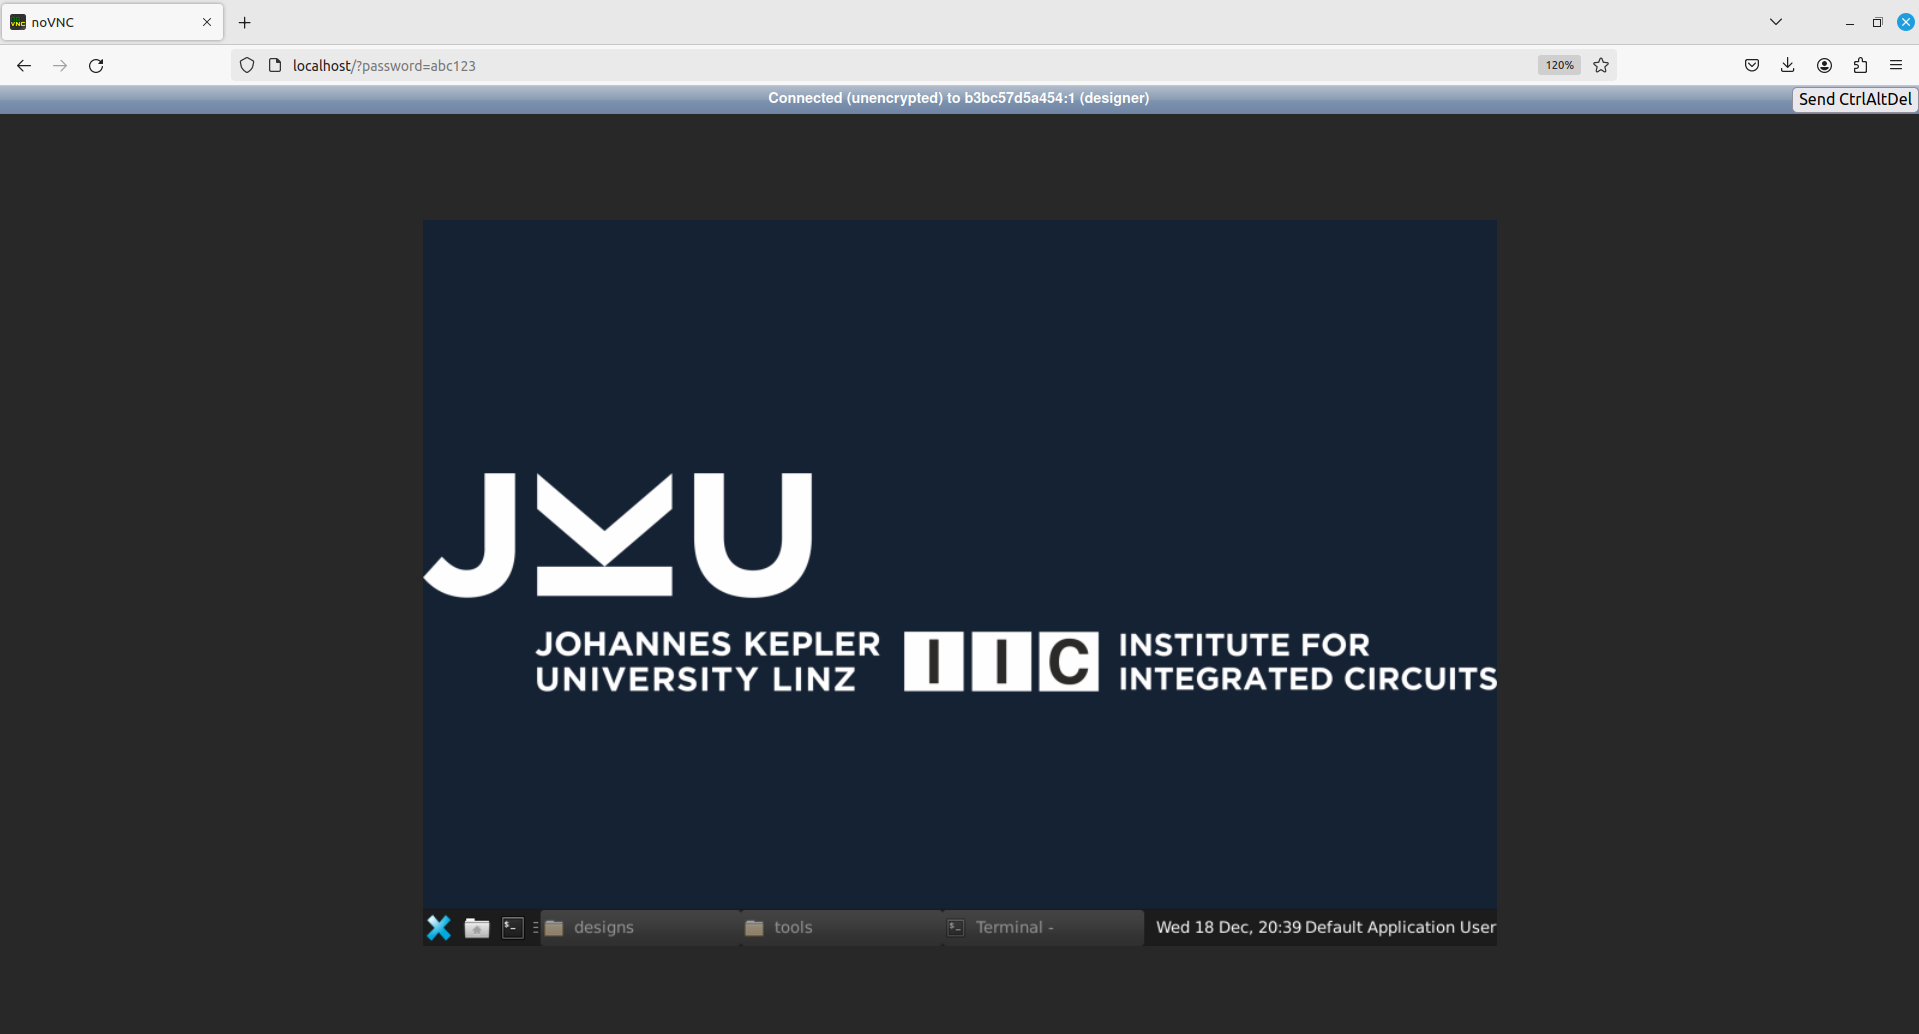 noVNC
localhost/?password=abc123
120%
Connected (unencrypted) to b3bc57d5a454:1 (designer)
Send CtrlAltDel
JKU
JOHANNES KEPLER
UNIVERSITY LINZ
IIC
INSTITUTE FOR
INTEGRATED CIRCUITS
designs
tools
Terminal -
Wed 18 Dec, 20:39 Default Application User